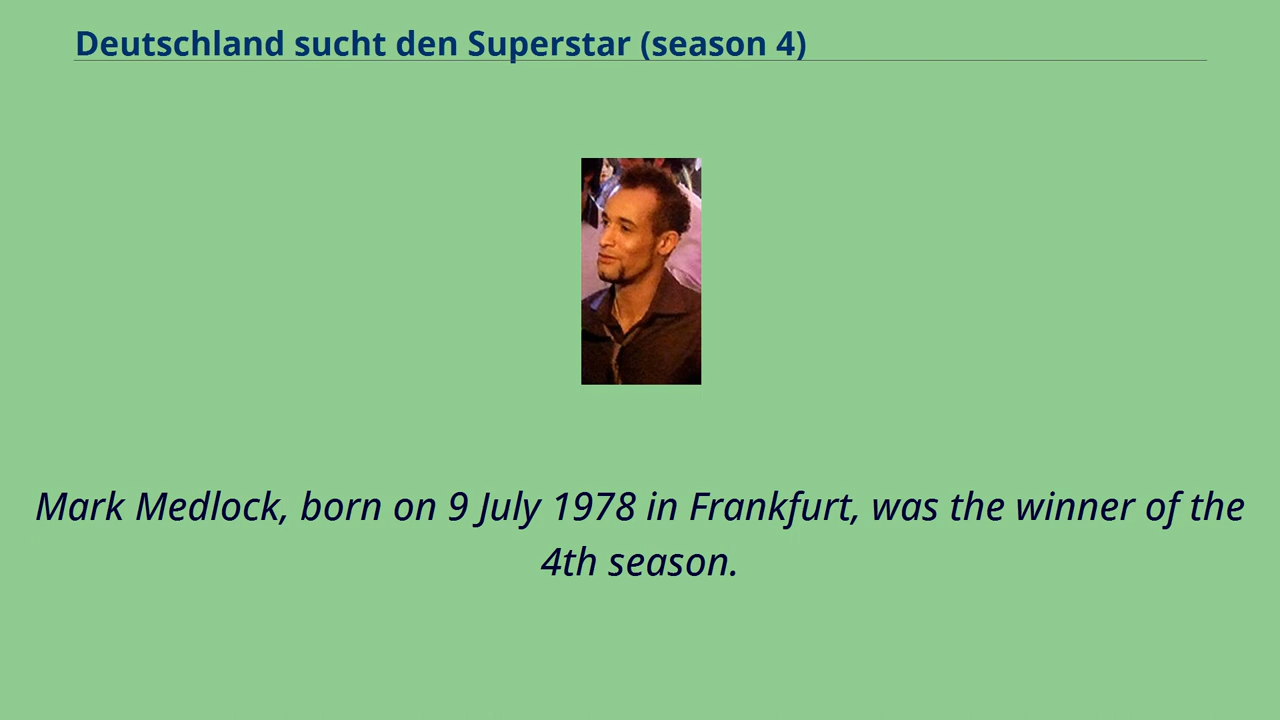 Deutschland sucht den Superstar (season 4)
Mark Medlock, born on 9 July 1978 in Frankfurt, was the winner of the
4th season.